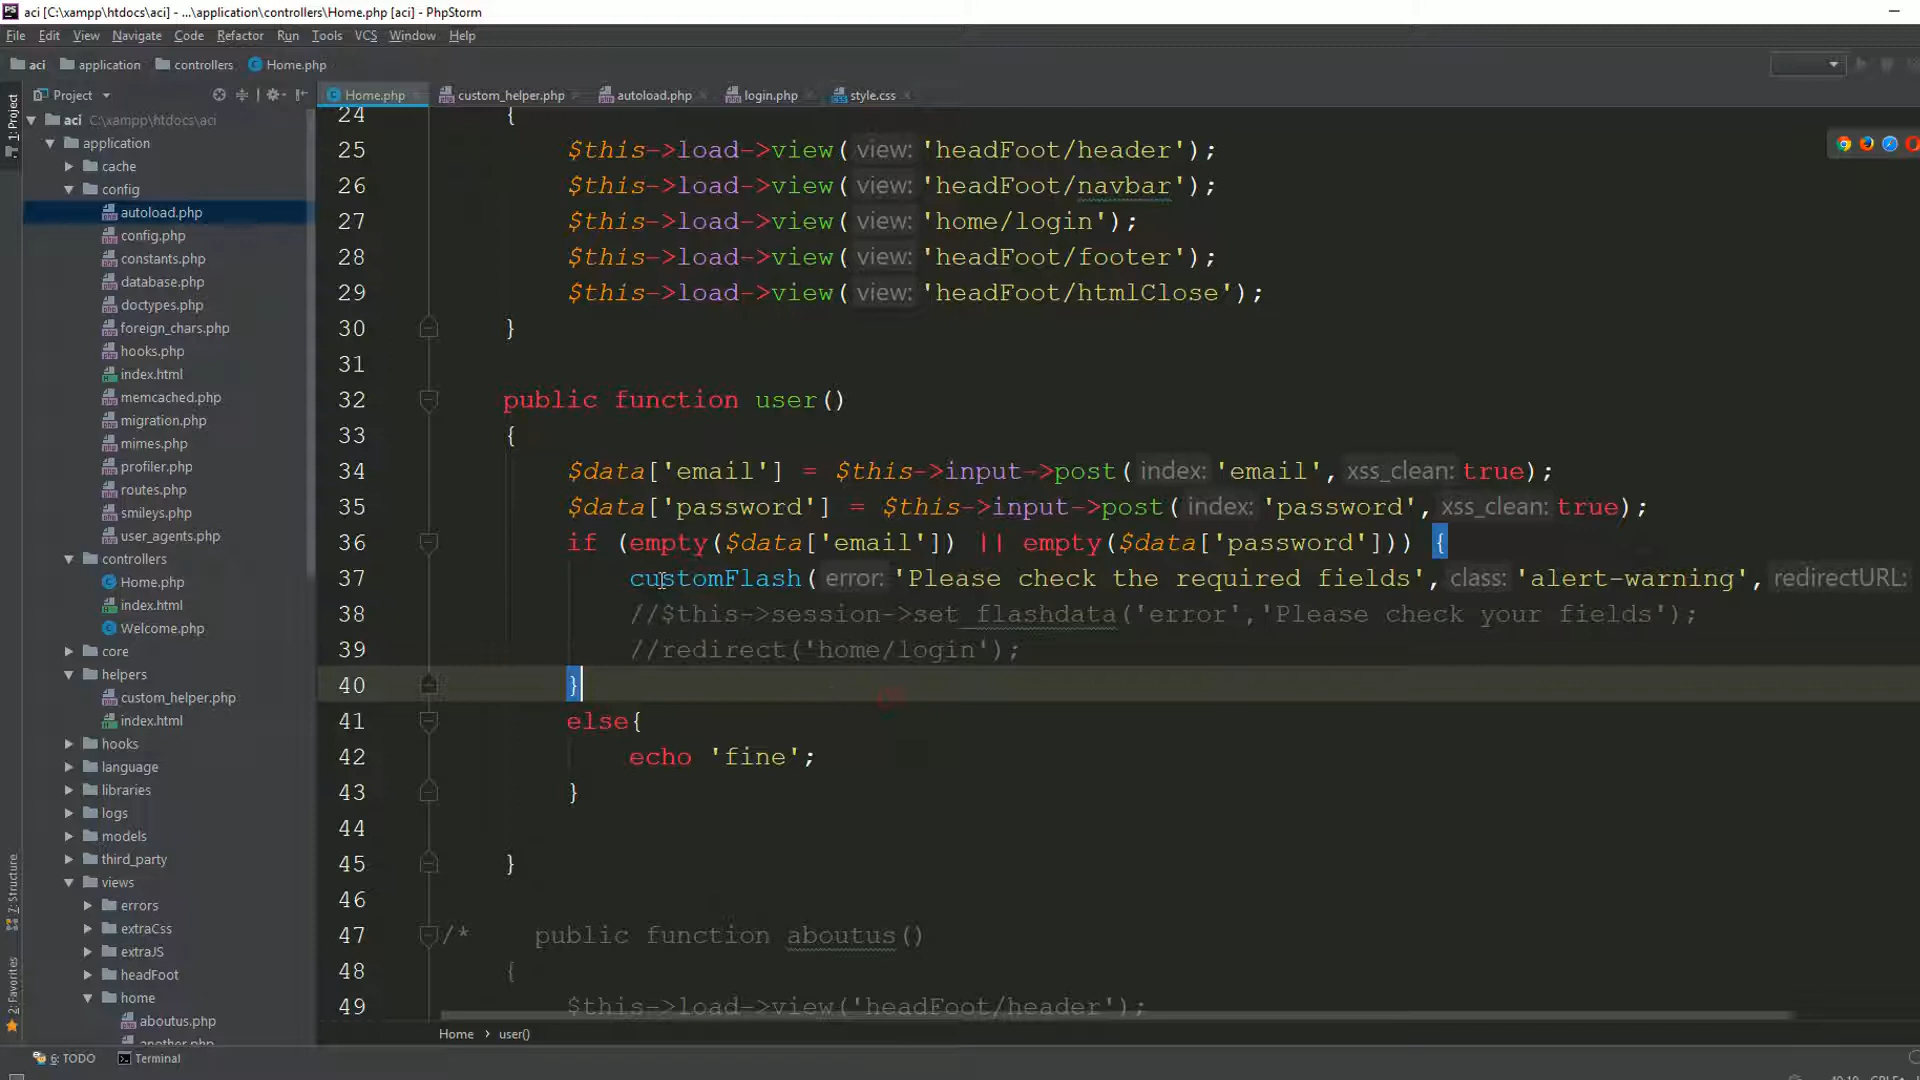 aci [C:\xampp\htdocs\aci] - ...\application\controllers\Home.php [aci] - PhpStorm
File Edit View Navigate Code Refactor Run Tools VCS Window Help
aci application controllers Home.php
Project
Home.php custom_helper.php autoload.php login.php style.css
1: Project
7: Structure
2: Favorites
aci C:\xampp\htdocs\aci
application
cache
config
autoload.php
config.php
constants.php
database.php
doctypes.php
foreign_chars.php
hooks.php
index.html
memcached.php
migration.php
mimes.php
profiler.php
routes.php
smileys.php
user_agents.php
controllers
Home.php
index.html
Welcome.php
core
helpers
custom_helper.php
index.html
hooks
language
libraries
logs
models
third_party
views
errors
extraCss
extraJS
headFoot
home
aboutus.php
another.php
24 {
25 $this->load->view( view: 'headFoot/header');
26 $this->load->view( view: 'headFoot/navbar');
27 $this->load->view( view: 'home/login');
28 $this->load->view( view: 'headFoot/footer');
29 $this->load->view( view: 'headFoot/htmlClose');
30 }
31
32 public function user()
33 {
34 $data['email'] = $this->input->post( index: 'email', xss_clean: true);
35 $data['password'] = $this->input->post( index: 'password', xss_clean: true);
36 if (empty($data['email']) || empty($data['password'])) {
37 customFlash( error: 'Please check the required fields', class: 'alert-warning', redirectURL:
38 //$this->session->set_flashdata('error','Please check your fields');
39 //redirect('home/login');
40 }
41 else{
42 echo 'fine';
43 }
44
45 }
46
47 /* public function aboutus()
48 {
49 $this->load->view('headFoot/header');
Home › user()
6: TODO Terminal